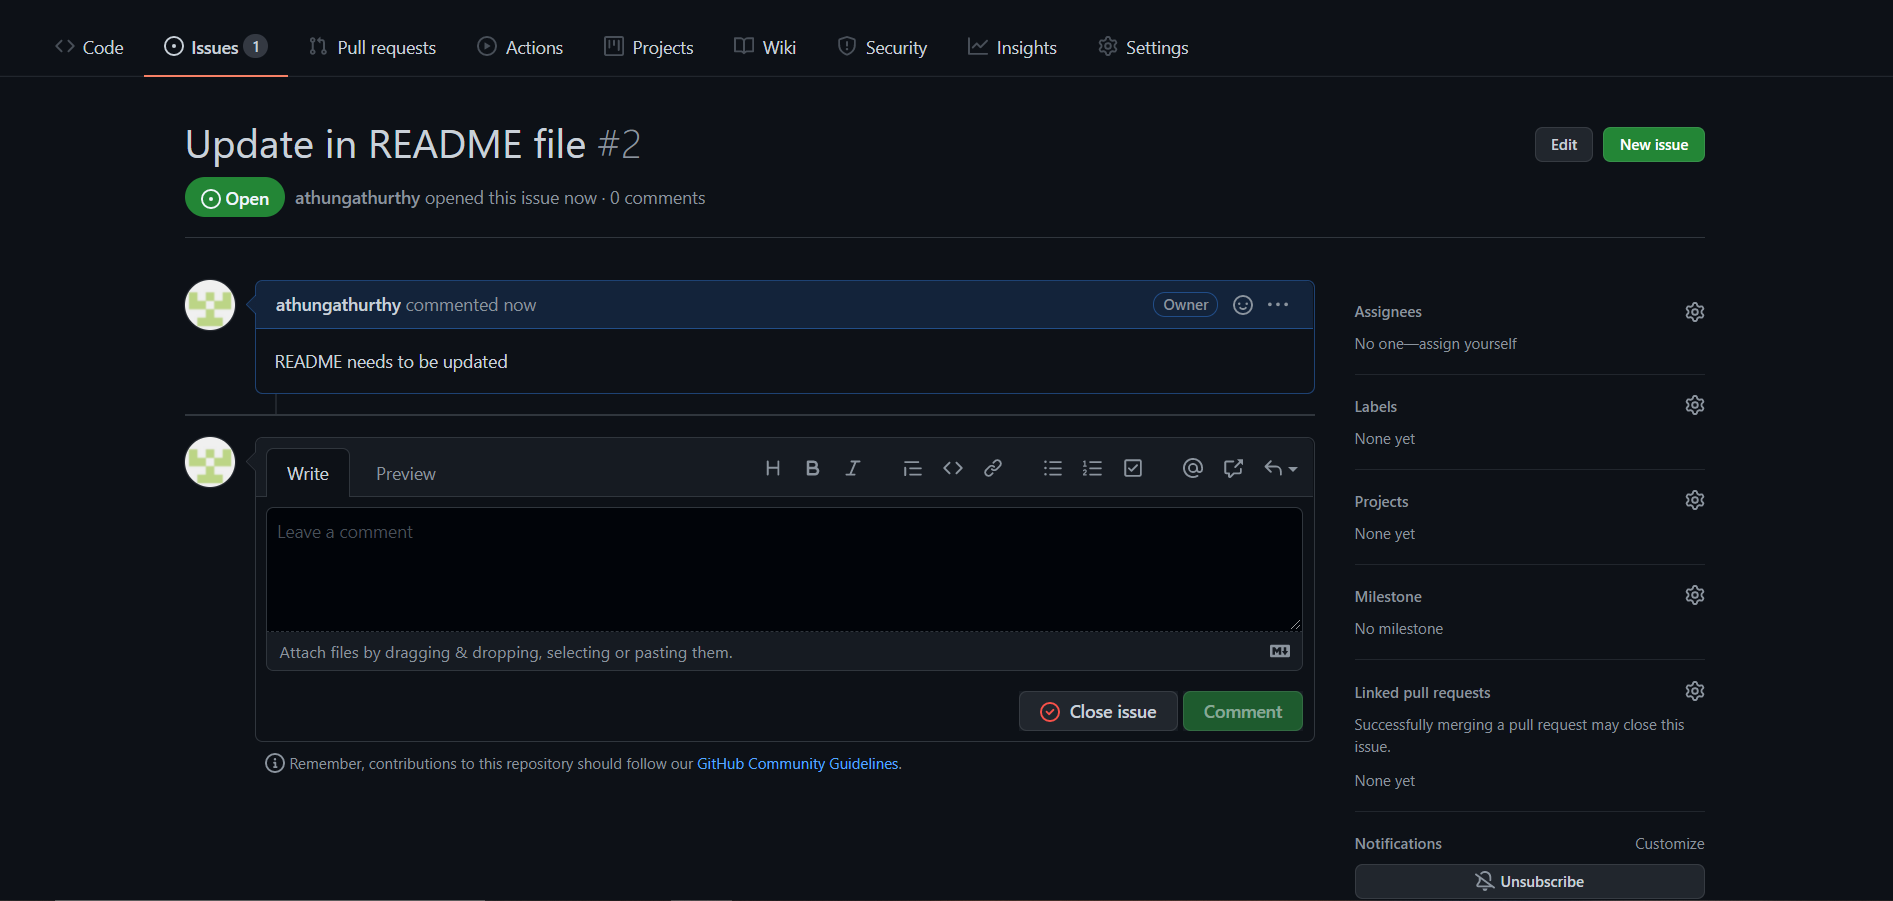 Code Issues 1 Pull requests Actions Projects Wiki Security Insights Settings
Update in README file #2
Edit New issue
Open athungathurthy opened this issue now · 0 comments
athungathurthy commented now Owner
README needs to be updated
Write Preview
Leave a comment
Attach files by dragging & dropping, selecting or pasting them.
Close issue Comment
Remember, contributions to this repository should follow our GitHub Community Guidelines.
Assignees
No one—assign yourself
Labels
None yet
Projects
None yet
Milestone
No milestone
Linked pull requests
Successfully merging a pull request may close this
issue.
None yet
Notifications Customize
Unsubscribe